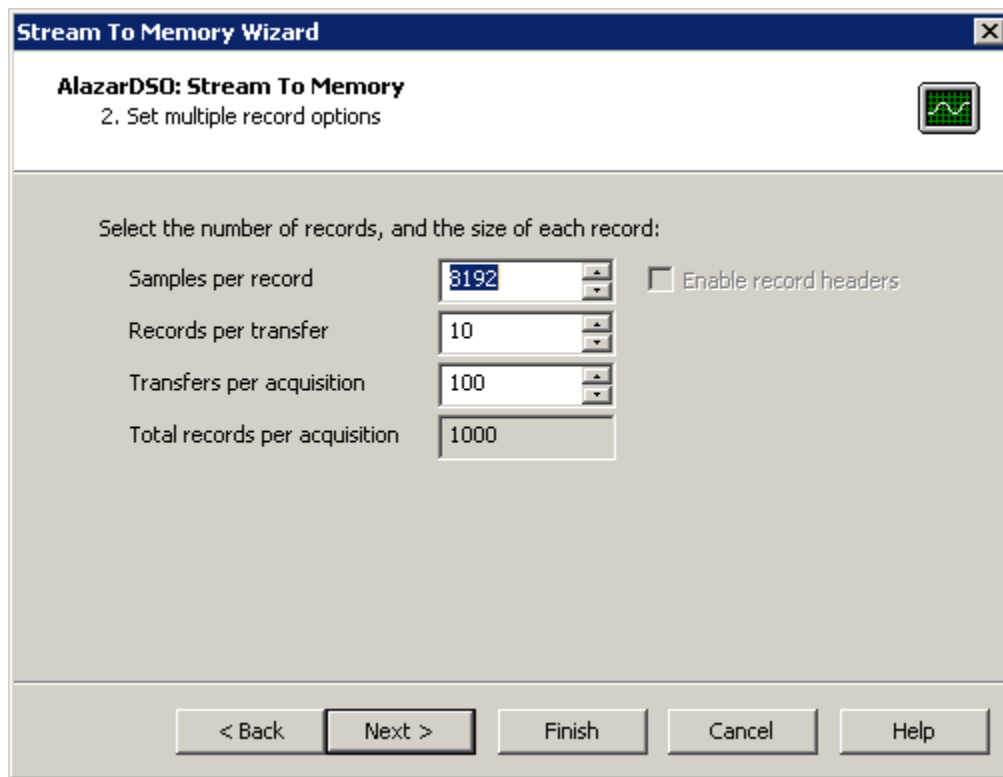 Stream To Memory Wizard
AlazarDSO: Stream To Memory
2. Set multiple record options
Select the number of records, and the size of each record:
Samples per record 8192 Enable record headers
Records per transfer 10
Transfers per acquisition 100
Total records per acquisition 1000
< Back Next > Finish Cancel Help